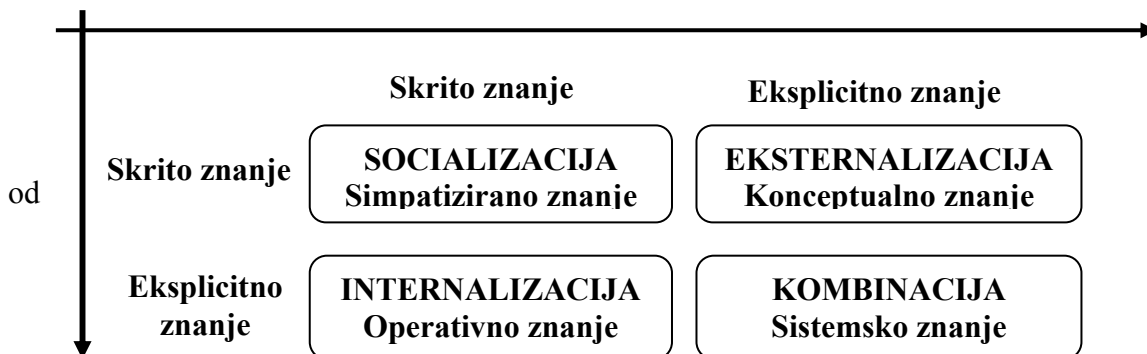 Skrito znanje Eksplicitno znanje
od
Skrito znanje
SOCIALIZACIJA
Simpatizirano znanje
EKSTERNALIZACIJA
Konceptualno znanje
Eksplicitno
znanje
INTERNALIZACIJA
Operativno znanje
KOMBINACIJA
Sistemsko znanje